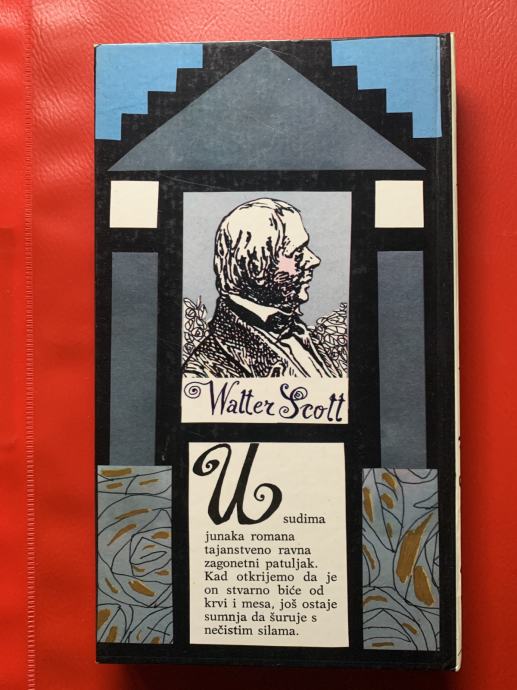 Walter Scott
U sudima
junaka romana
tajanstveno ravna
zagonetni patuljak.
Kad otkrijemo da je
on stvarno biće od
krvi i mesa, još ostaje
sumnja da šuruje s
nečistim silama.